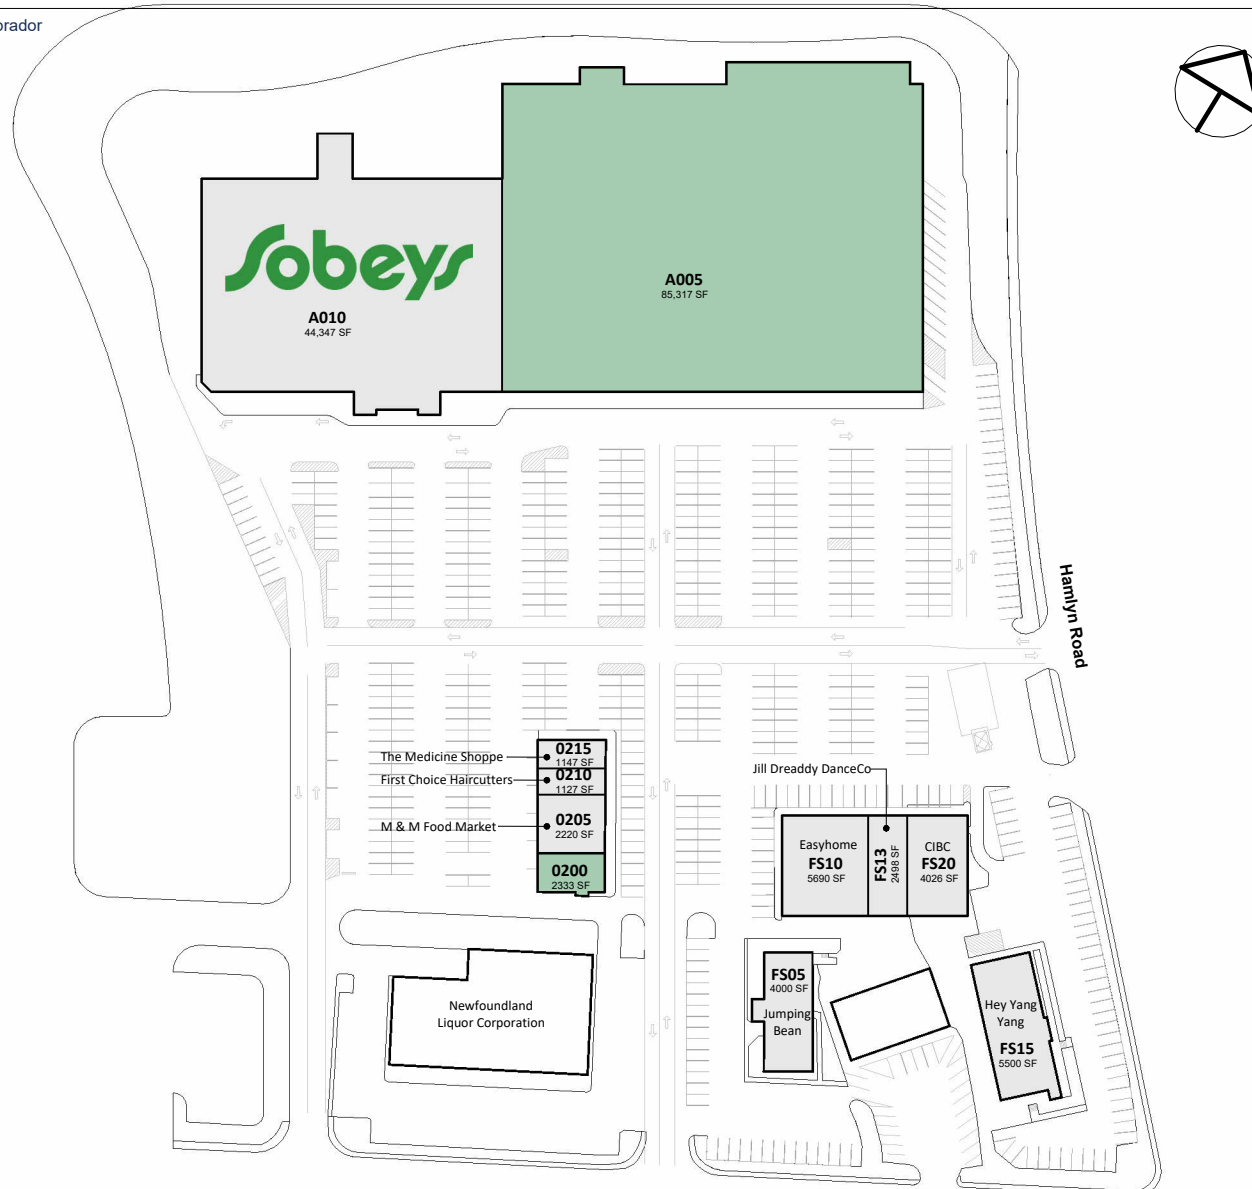 Sobeys
A010
44,347 SF
A005
85,317 SF
Hamlyn Road
The Medicine Shoppe
0215
1147 SF
First Choice Haircutters
0210
1127 SF
M & M Food Market
0205
2220 SF
0200
2333 SF
Jill Dreaddy DanceCo
Easyhome
FS10
5690 SF
FS13
2498 SF
CIBC
FS20
4026 SF
Newfoundland
Liquor Corporation
FS05
4000 SF
Jumping
Bean
Hey Yang
Yang
FS15
5500 SF